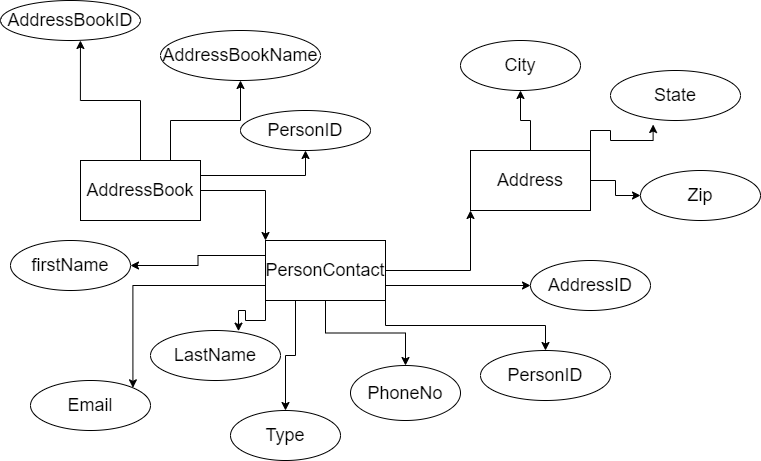 AddressBookID
AddressBookName
City
State
PersonID
AddressBook
Address
Zip
firstName
PersonContact
AddressID
LastName
PersonID
PhoneNo
Email
Type